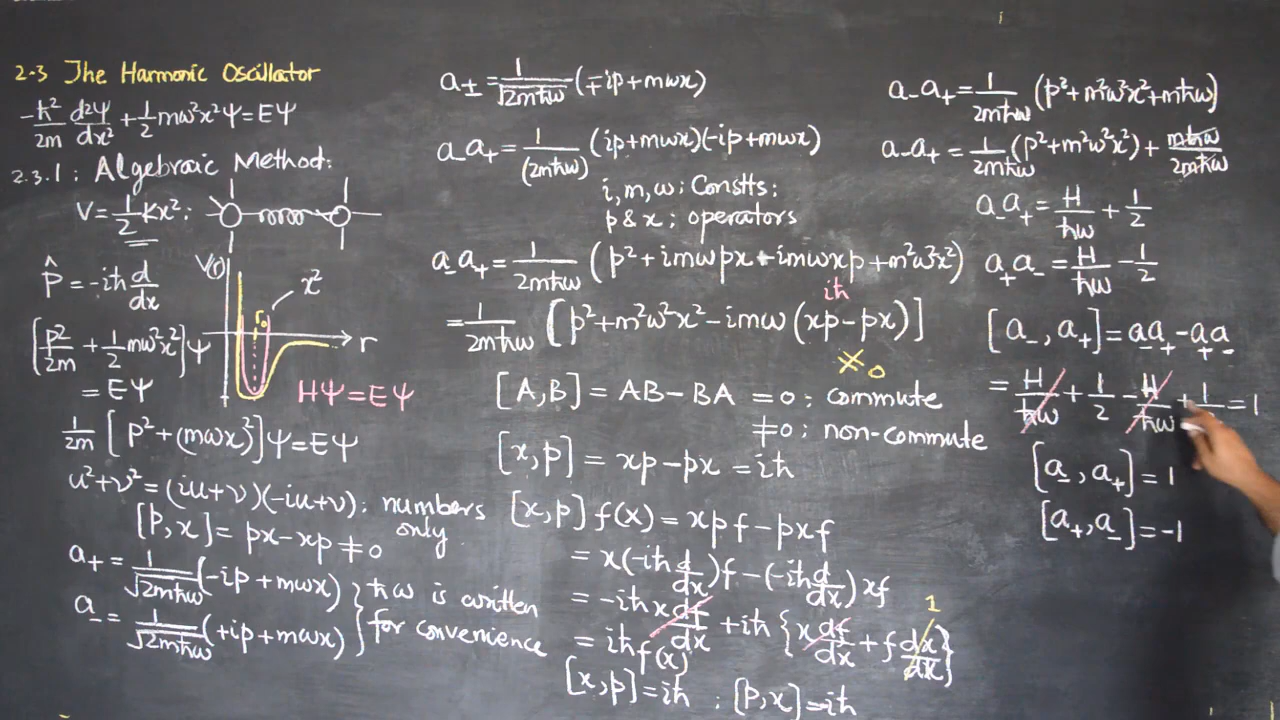 2.3 The Harmonic Oscillator
-ħ²/2m d²Ψ/dx² + 1/2 mω²x²Ψ = EΨ
2.3.1: Algebraic Method:
V = 1/2 Kx²;
V(r)
x²
r₀
r
P̂ = -iħ d/dx
[p²/2m + 1/2 mω²x²]Ψ
= EΨ
HΨ = EΨ
1/2m [p² + (mωx)²]Ψ = EΨ
u² + v² = (iu+v)(-iu+v): numbers only
[p,x] = px - xp ≠ 0
a₊ = 1/√2mħω (-ip + mωx)
a₋ = 1/√2mħω (+ip + mωx)
} ħω is written
for convenience
a± = 1/√2mħω (∓ip + mωx)
a₋a₊ = 1/(2mħω) (ip + mωx)(-ip + mωx)
i, m, ω; Constts:
p & x; operators
a₋a₊ = 1/2mħω (p² + imωpx - imωxp + m²ω²x²)
iħ
= 1/2mħω [p² + m²ω²x² - imω(xp - px)]
≠0
[A,B] = AB - BA = 0; commute
≠0; non-commute
[x,p] = xp - px = iħ
[x,p]f(x) = xpf - pxf
= x(-iħ d/dx)f - (-iħ d/dx)xf
= -iħx df/dx + iħ{x df/dx + f dx/dx}
1
= iħf(x)
[x,p] = iħ ; [p,x] = -iħ
a₋a₊ = 1/2mħω (p² + m²ω²x² + mħω)
a₋a₊ = 1/2mħω (p² + m²ω²x²) + mħω/2mħω
a₋a₊ = H/ħω + 1/2
a₊a₋ = H/ħω - 1/2
[a₋, a₊] = a₋a₊ - a₊a₋
= H/ħω + 1/2 - H/ħω + 1 = 1
[a₋, a₊] = 1
[a₊, a₋] = -1